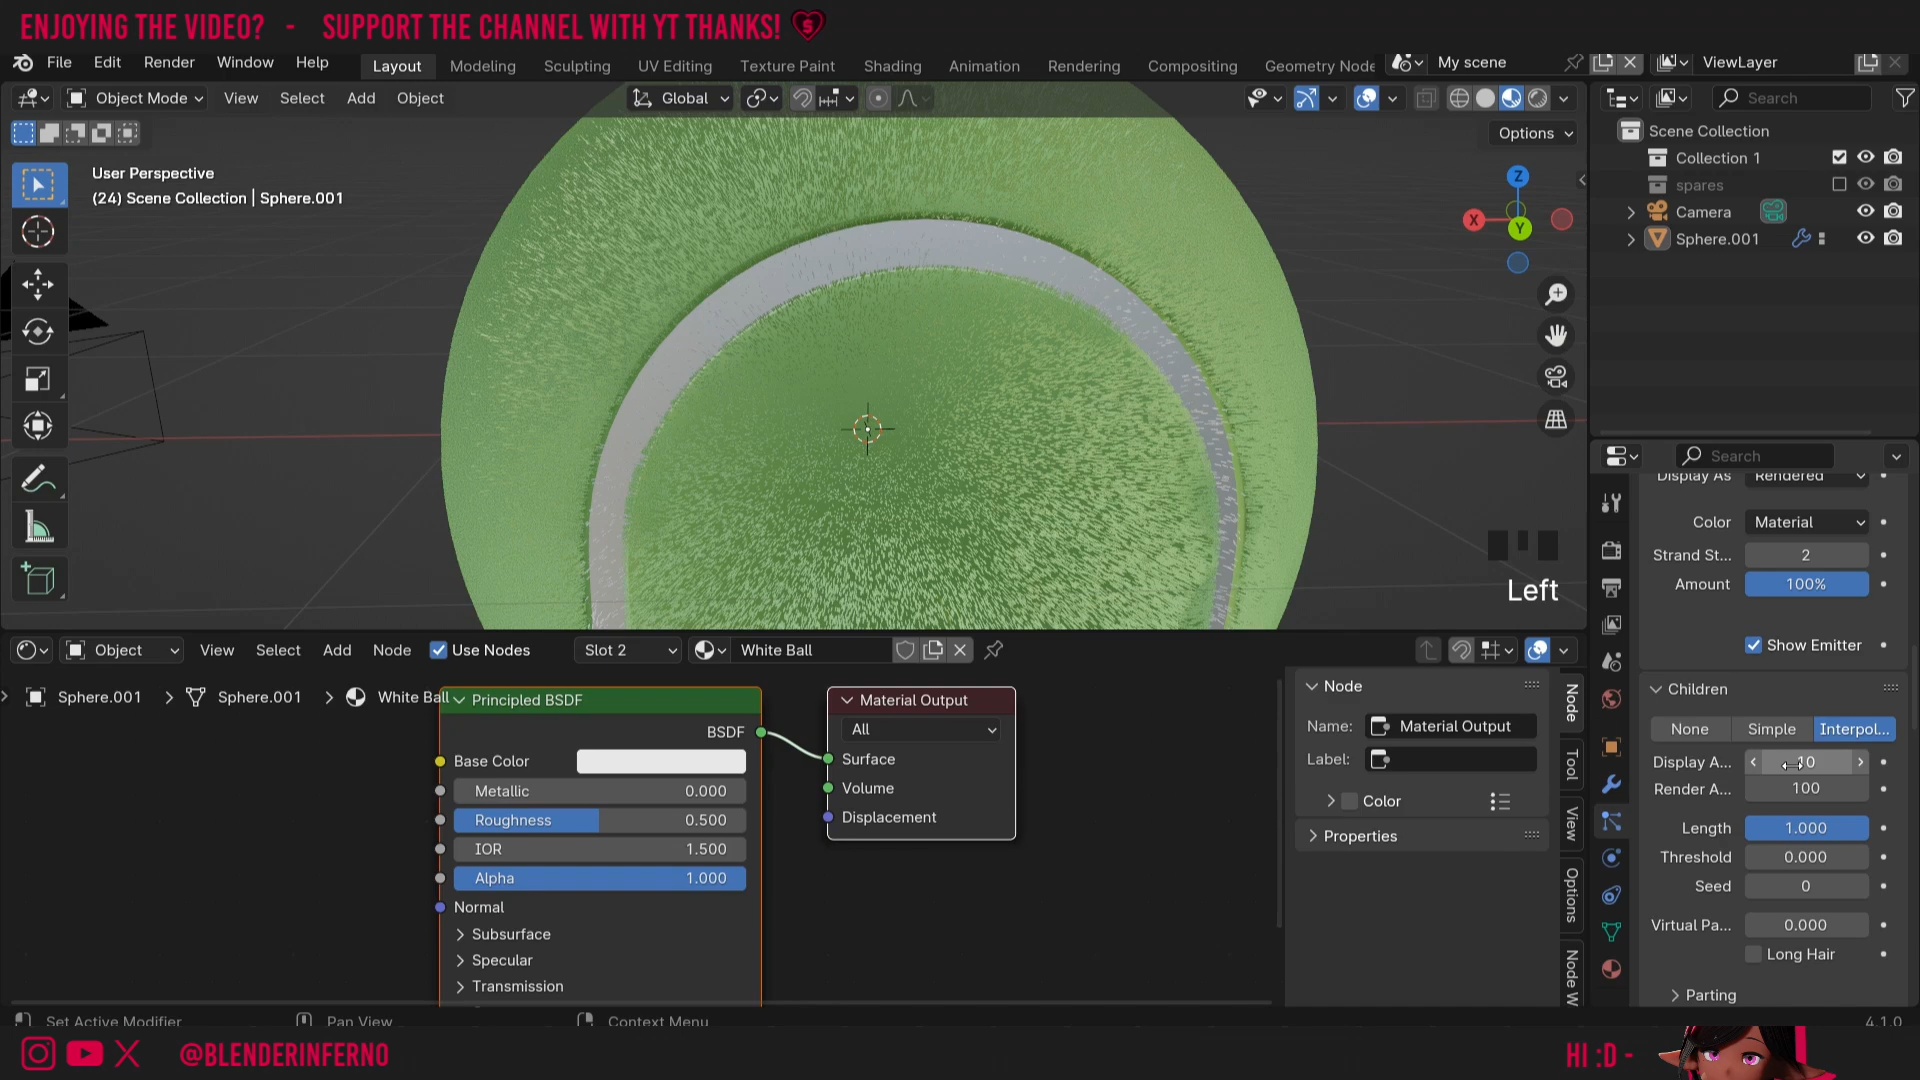 ENJOYING THE VIDEO? - SUPPORT THE CHANNEL WITH YT THANKS!
File Edit Render Window Help Layout Modeling Sculpting UV Editing Texture Paint Shading Animation Rendering Compositing Geometry Node My scene ViewLayer
Object Mode View Select Add Object Global Search
Options
User Perspective
(24) Scene Collection | Sphere.001
Scene Collection
Collection 1
spares
Camera
Sphere.001
Z
X
Y
Search
Display As Rendered
Color Material
Strand St... 2
Amount 100%
Left
Show Emitter
Object View Select Add Node Use Nodes Slot 2 White Ball
Sphere.001 Sphere.001 White Ball
Children
None Simple Interpol...
Display A... 10
Render A... 100
Length 1.000
Threshold 0.000
Seed 0
Virtual Pa... 0.000
Long Hair
Parting
Principled BSDF
BSDF
Base Color
Metallic 0.000
Roughness 0.500
IOR 1.500
Alpha 1.000
Normal
Subsurface
Specular
Transmission
Material Output
All
Surface
Volume
Displacement
Node
Name: Material Output
Label:
Color
Properties
Node
Tool
View
Options
Node W
Set Active Modifier Pan View Context Menu 4.1.0
@BLENDERINFERNO
HI :D -